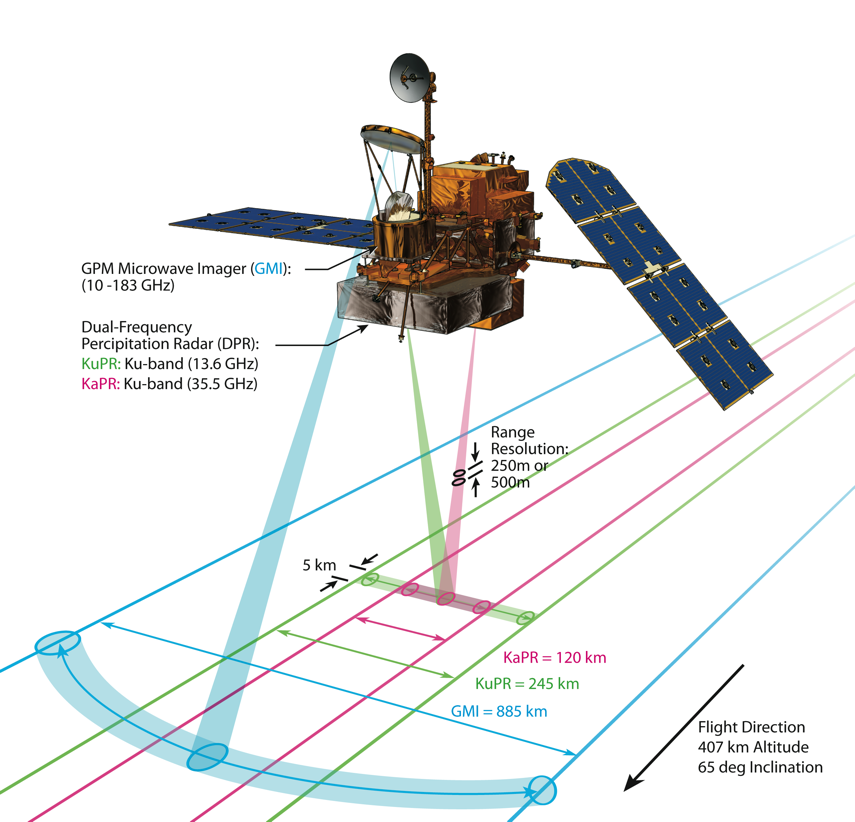 GPM Microwave Imager (GMI):
(10 -183 GHz)
Dual-Frequency
Percipitation Radar (DPR):
KuPR: Ku-band (13.6 GHz)
KaPR: Ku-band (35.5 GHz)
Range
Resolution:
250m or
500m
5 km
KaPR = 120 km
KuPR = 245 km
GMI = 885 km
Flight Direction
407 km Altitude
65 deg Inclination